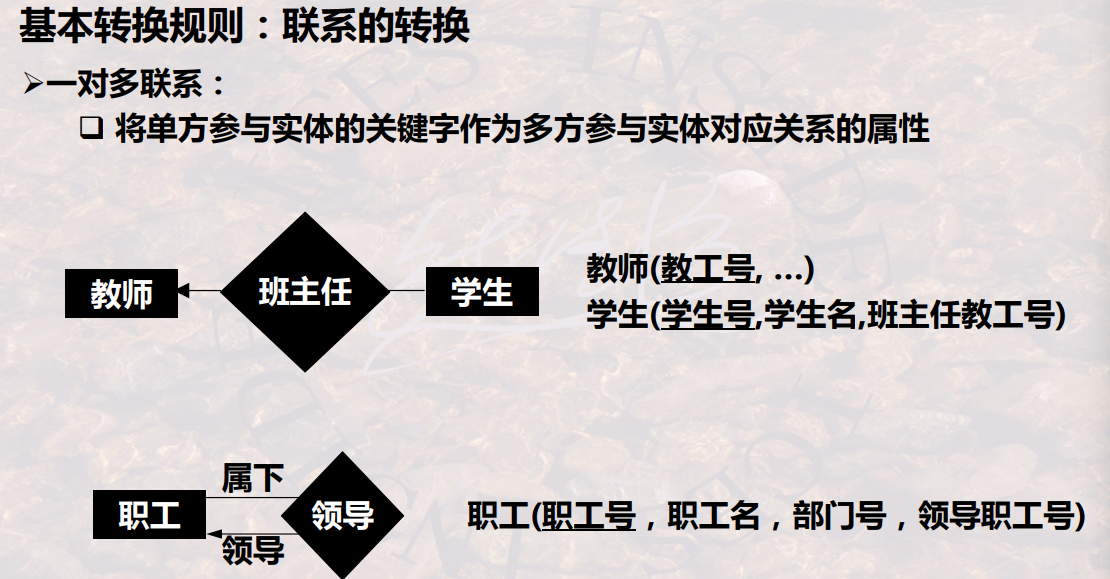 基本转换规则：联系的转换
➢一对多联系：
❑ 将单方参与实体的关键字作为多方参与实体对应关系的属性
教师
班主任
学生
教师(教工号, …)
学生(学生号,学生名,班主任教工号)
属下
职工
领导
领导
职工(职工号，职工名，部门号，领导职工号)